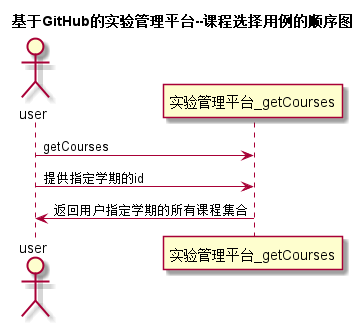 基于GitHub的实验管理平台--课程选择用例的顺序图
user
实验管理平台_getCourses
getCourses
提供指定学期的id
返回用户指定学期的所有课程集合
user
实验管理平台_getCourses